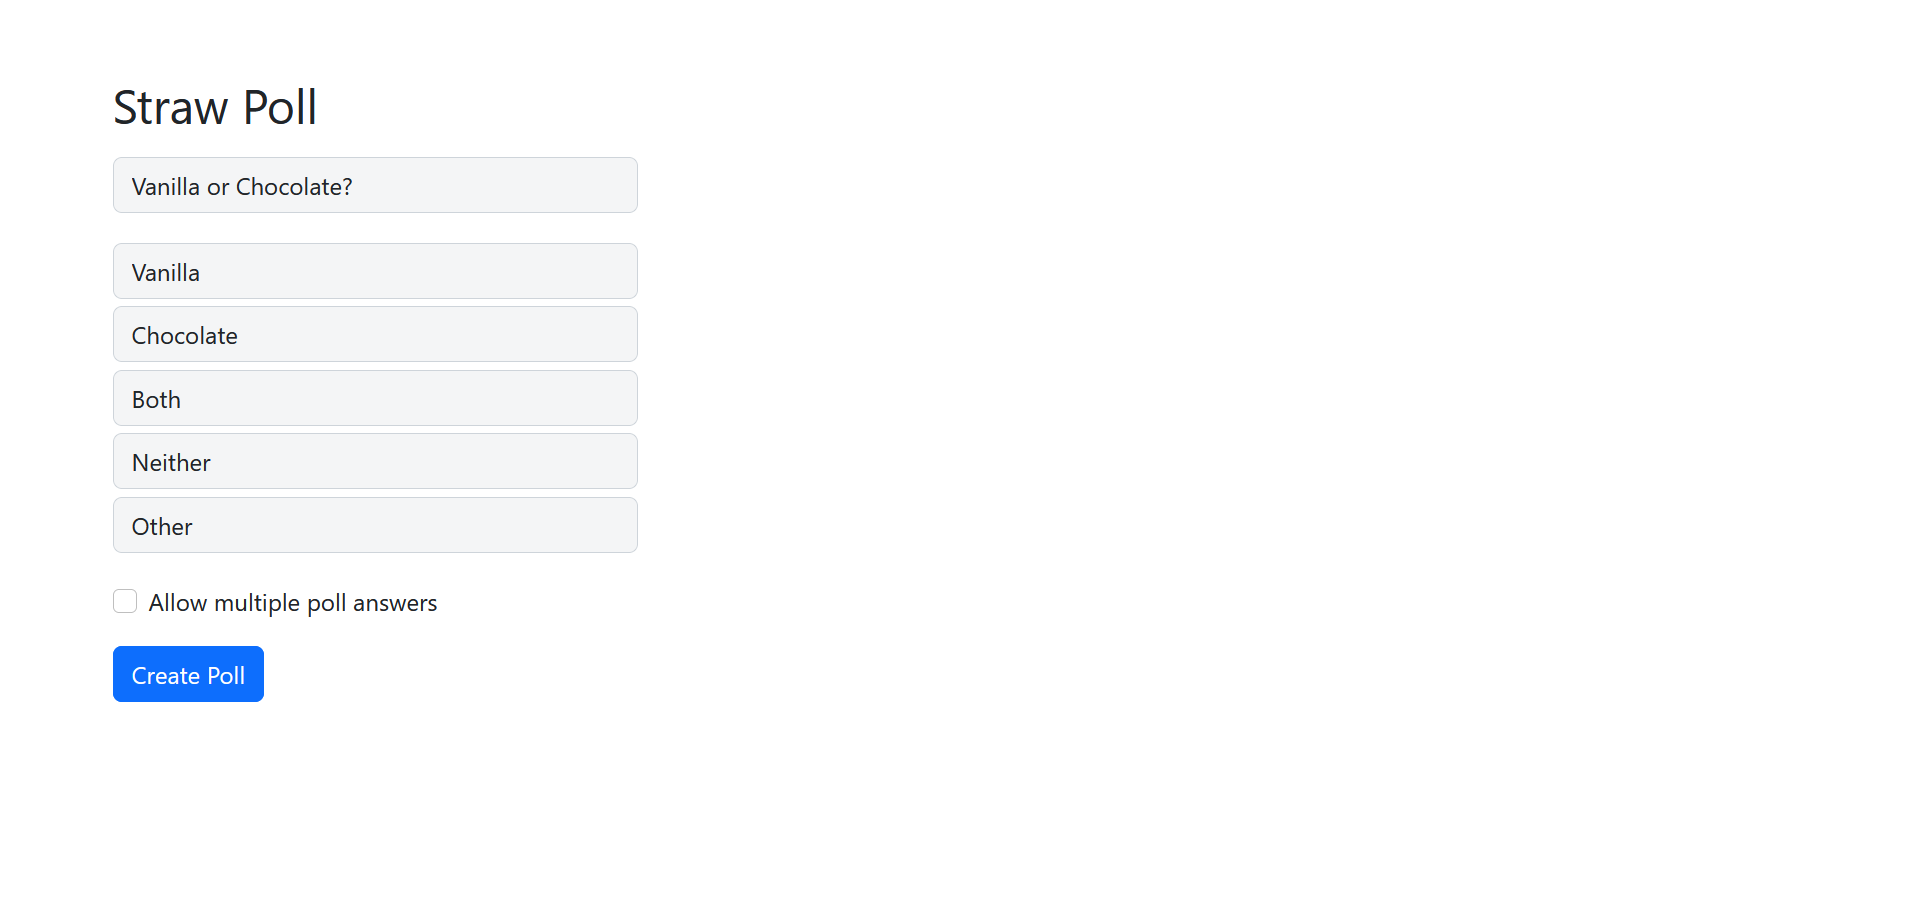 Straw Poll
Vanilla or Chocolate?
Vanilla
Chocolate
Both
Neither
Other
Allow multiple poll answers
Create Poll